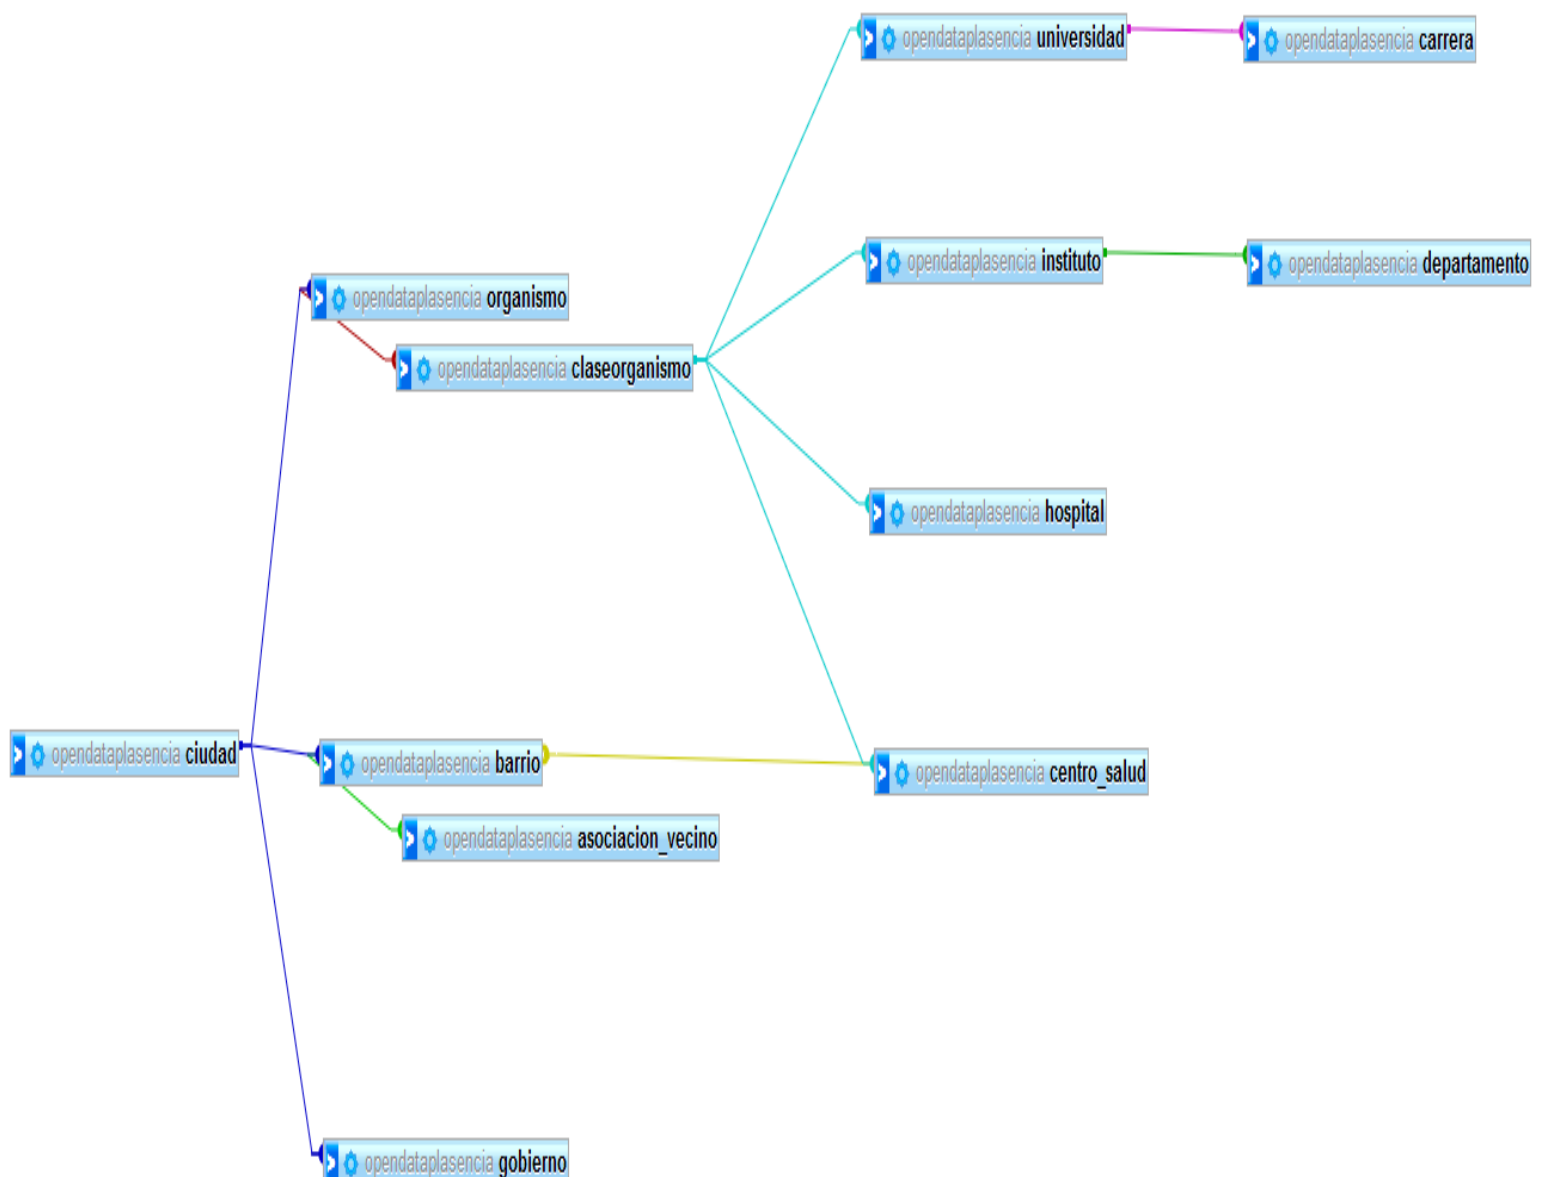 opendataplasencia universidad
opendataplasencia carrera
opendataplasencia instituto
opendataplasencia departamento
opendataplasencia organismo
opendataplasencia claseorganismo
opendataplasencia hospital
opendataplasencia ciudad
opendataplasencia barrio
opendataplasencia centro_salud
opendataplasencia asociacion_vecino
opendataplasencia gobierno